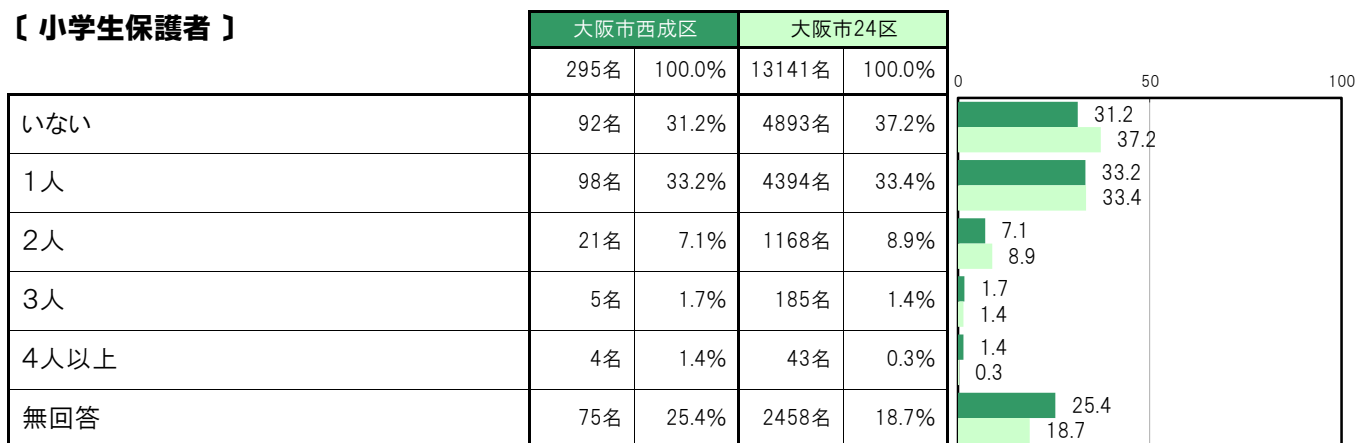 〔 小学生保護者 〕
大阪市西成区 大阪市24区
295名 100.0% 13141名 100.0%
0 50 100
いない 92名 31.2% 4893名 37.2% 31.2
37.2
1人 98名 33.2% 4394名 33.4% 33.2
33.4
2人 21名 7.1% 1168名 8.9% 7.1
8.9
3人 5名 1.7% 185名 1.4% 1.7
1.4
4人以上 4名 1.4% 43名 0.3% 1.4
0.3
無回答 75名 25.4% 2458名 18.7% 25.4
18.7